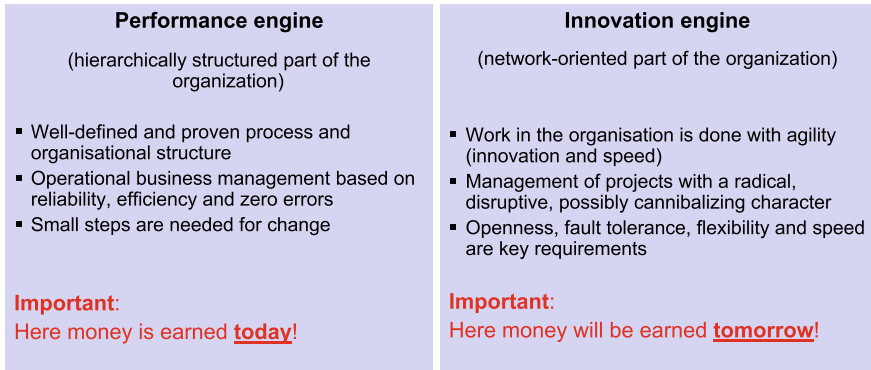 Performance engine
(hierarchically structured part of the
organization)
▪ Well-defined and proven process and
organisational structure
▪ Operational business management based on
reliability, efficiency and zero errors
▪ Small steps are needed for change
Important:
Here money is earned today!
Innovation engine
(network-oriented part of the organization)
▪ Work in the organisation is done with agility
(innovation and speed)
▪ Management of projects with a radical,
disruptive, possibly cannibalizing character
▪ Openness, fault tolerance, flexibility and speed
are key requirements
Important:
Here money will be earned tomorrow!